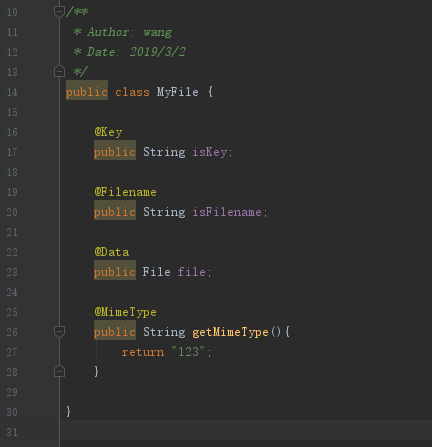 10 /**
11  * Author: wang
12  * Date: 2019/3/2
13  */
14 public class MyFile {
15
16     @Key
17     public String isKey;
18
19     @Filename
20     public String isFilename;
21
22     @Data
23     public File file;
24
25     @MimeType
26     public String getMimeType(){
27         return "123";
28     }
29
30 }
31